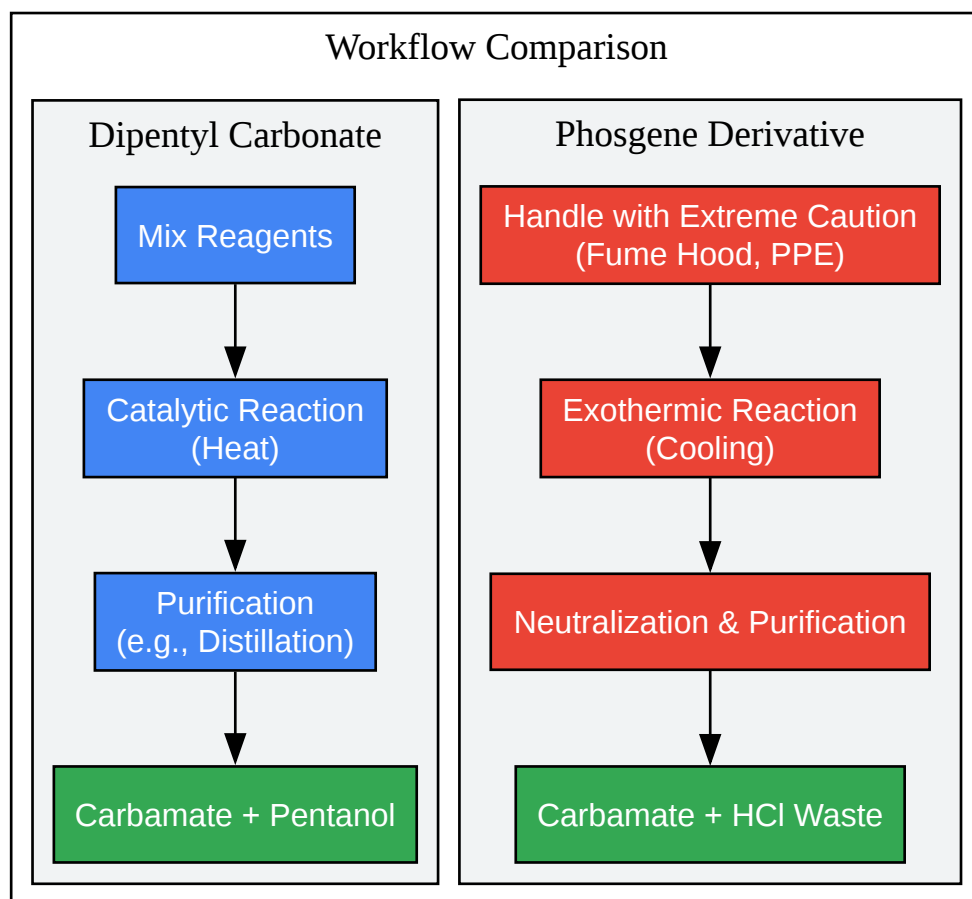 Workflow Comparison
Dipentyl Carbonate
Mix Reagents
Catalytic Reaction
(Heat)
Purification
(e.g., Distillation)
Carbamate + Pentanol
Phosgene Derivative
Handle with Extreme Caution
(Fume Hood, PPE)
Exothermic Reaction
(Cooling)
Neutralization & Purification
Carbamate + HCl Waste